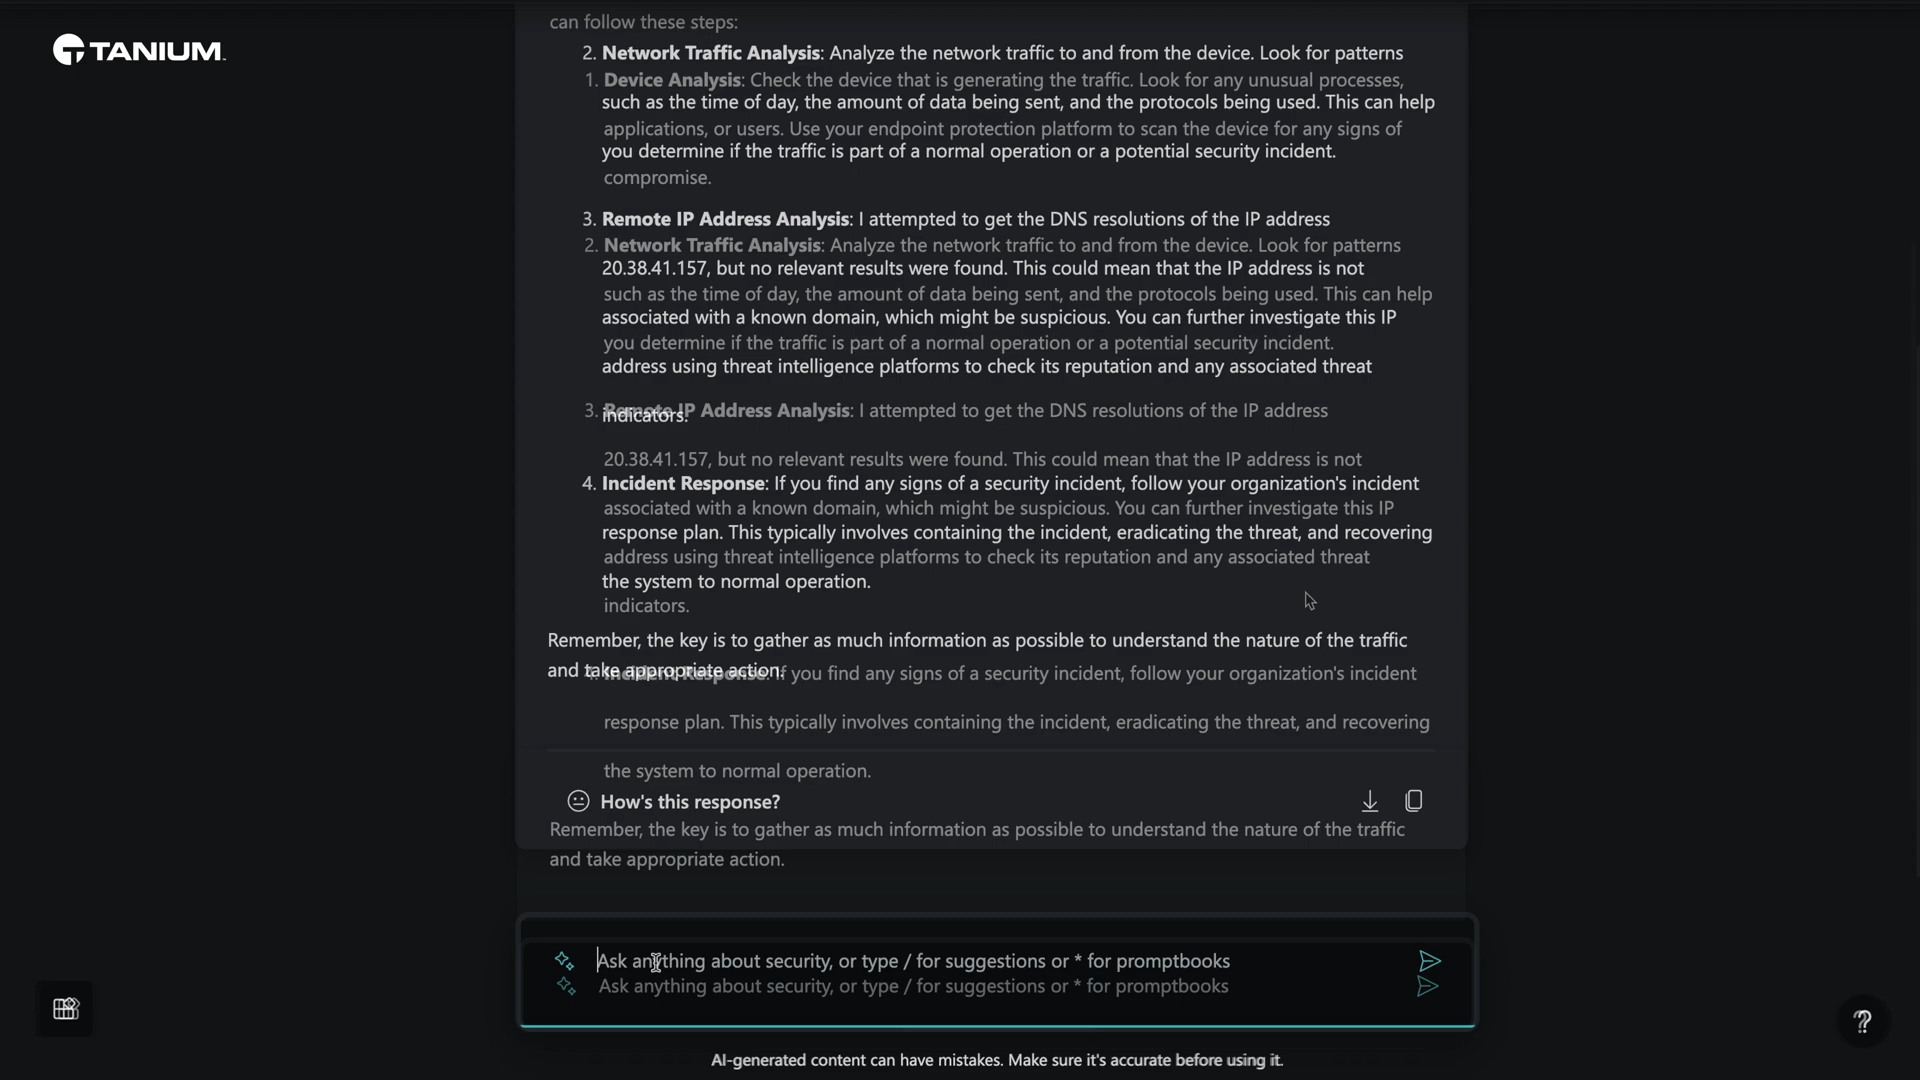 TANIUM
can follow these steps:
2. Network Traffic Analysis: Analyze the network traffic to and from the device. Look for patterns
1. Device Analysis: Check the device that is generating the traffic. Look for any unusual processes,
such as the time of day, the amount of data being sent, and the protocols being used. This can help
applications, or users. Use your endpoint protection platform to scan the device for any signs of
you determine if the traffic is part of a normal operation or a potential security incident.
compromise.
3. Remote IP Address Analysis: I attempted to get the DNS resolutions of the IP address
2. Network Traffic Analysis: Analyze the network traffic to and from the device. Look for patterns
20.38.41.157, but no relevant results were found. This could mean that the IP address is not
such as the time of day, the amount of data being sent, and the protocols being used. This can help
associated with a known domain, which might be suspicious. You can further investigate this IP
you determine if the traffic is part of a normal operation or a potential security incident.
address using threat intelligence platforms to check its reputation and any associated threat
3. Remote IP Address Analysis: I attempted to get the DNS resolutions of the IP address
indicators.
20.38.41.157, but no relevant results were found. This could mean that the IP address is not
4. Incident Response: If you find any signs of a security incident, follow your organization's incident
associated with a known domain, which might be suspicious. You can further investigate this IP
response plan. This typically involves containing the incident, eradicating the threat, and recovering
address using threat intelligence platforms to check its reputation and any associated threat
the system to normal operation.
indicators.
Remember, the key is to gather as much information as possible to understand the nature of the traffic
and take appropriate action.
4. Incident Response: If you find any signs of a security incident, follow your organization's incident
response plan. This typically involves containing the incident, eradicating the threat, and recovering
the system to normal operation.
How's this response?
Remember, the key is to gather as much information as possible to understand the nature of the traffic
and take appropriate action.
Ask anything about security, or type / for suggestions or * for promptbooks
Ask anything about security, or type / for suggestions or * for promptbooks
?
AI-generated content can have mistakes. Make sure it's accurate before using it.